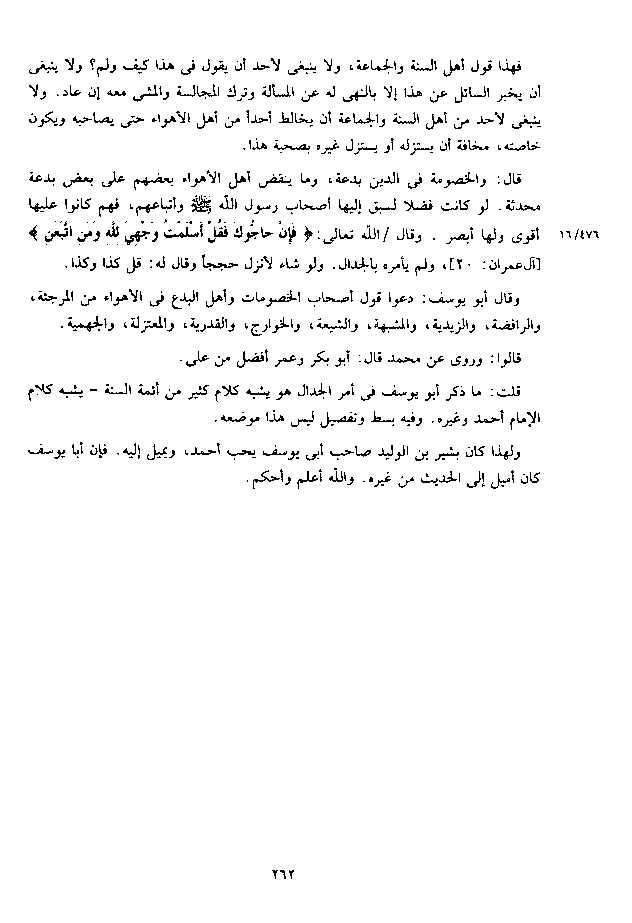 فهذا قول أهل السنة والجماعة، ولا ينبغى لأحد أن يقول فى هذا كيف ولم؟ ولا ينبغى
أن يخبر السائل عن هذا إلا بالنهى له عن المسألة وترك المجالسة والمشى معه إن عاد. ولا
ينبغى لأحد من أهل السنة والجماعة أن يخالط أحداً من أهل الأهواء حتى يصاحبه ويكون
خاصته، مخافة أن يستزله أو يستزل غيره بصحبة هذا.
قال: والخصومة فى الدين بدعة، وما ينقض أهل الأهواء بعضهم على بعض بدعة
محدثة. لو كانت فضلا لسبق إليها أصحاب رسول الله ﷺ وأتباعهم، فهم كانوا عليها
أقوى ولها أبصر . وقال /الله تعالى: ﴿ فَإِنْ حَاجُّوكَ فَقُلْ أَسْلَمْتُ وَجْهِيَ لِلَّهِ وَمَنِ اتَّبَعَنِ ﴾ ١٦/٤٧٦
[آل عمران: ٢٠]، ولم يأمره بالجدال. ولو شاء لأنزل حججاً وقال له: قل كذا وكذا.
وقال أبو يوسف: دعوا قول أصحاب الخصومات وأهل البدع فى الأهواء من المرجئة،
والرافضة، والزيدية، والمشبهة، والشيعة، والخوارج، والقدرية، والمعتزلة، والجهمية.
قالوا: وروى عن محمد قال: أبو بكر وعمر أفضل من على.
قلت: ما ذكر أبو يوسف فى أمر الجدال هو يشبه كلام كثير من أئمة السنة – يشبه كلام
الإمام أحمد وغيره. وفيه بسط وتفصيل ليس هذا موضعه.
ولهذا كان بشير بن الوليد صاحب أبى يوسف يحب أحمد، ويميل إليه. فإن أبا يوسف
كان أميل إلى الحديث من غيره. والله أعلم وأحكم.
٢٦٢